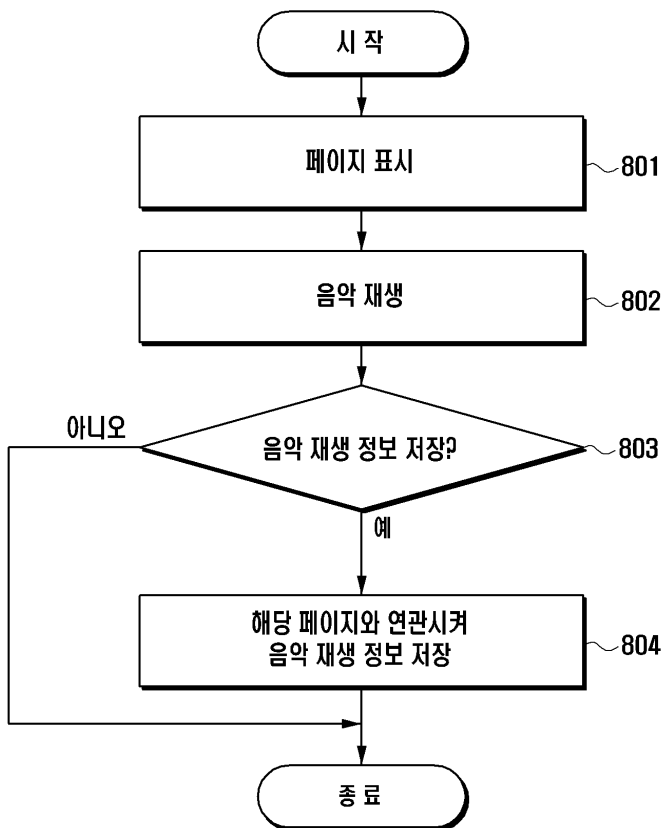 시 작
페이지 표시
801
음악 재생
802
아니오
음악 재생 정보 저장?
803
예
해당 페이지와 연관시켜
음악 재생 정보 저장
804
종 료